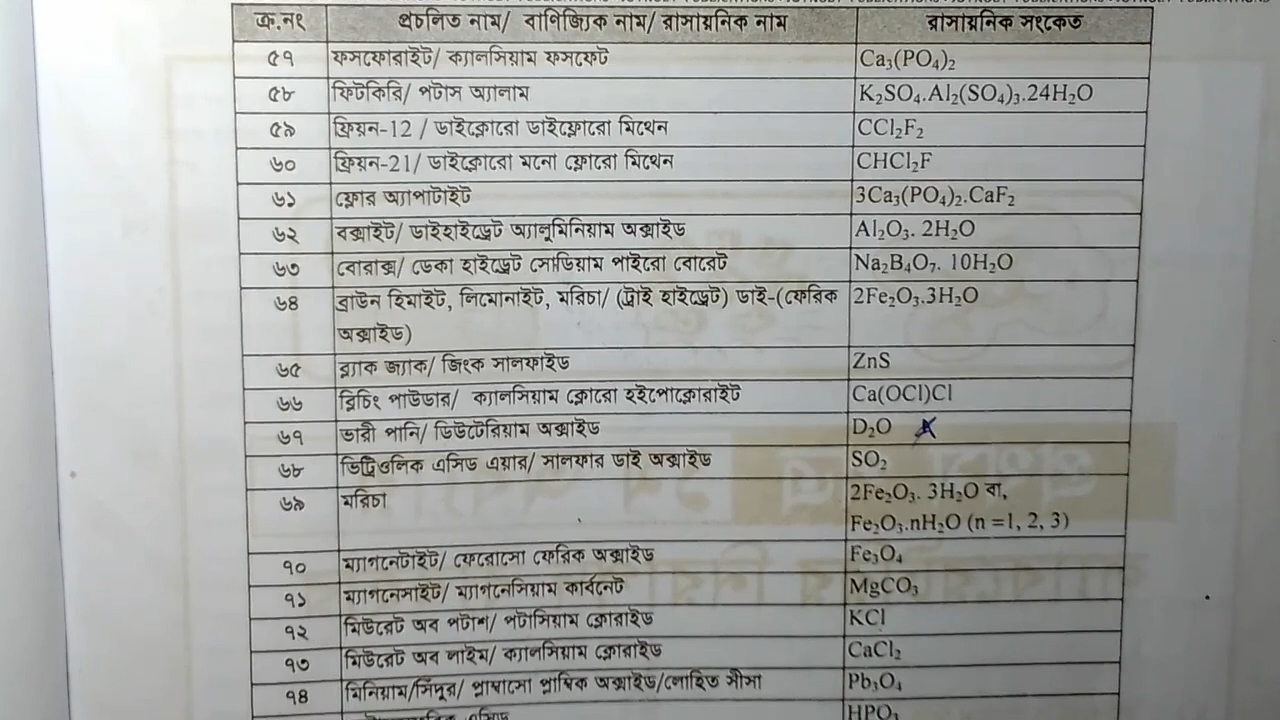 ক্র.নং প্রচলিত নাম/ বাণিজ্যিক নাম/ রাসায়নিক নাম রাসায়নিক সংকেত
৫৭ ফসফোরাইট/ ক্যালসিয়াম ফসফেট Ca₃(PO₄)₂
৫৮ ফিটকিরি/ পটাস অ্যালাম K₂SO₄.Al₂(SO₄)₃.24H₂O
৫৯ ফ্রিয়ন-12 / ডাইক্লোরো ডাইফ্লোরো মিথেন CCl₂F₂
৬০ ফ্রিয়ন-21/ ডাইক্লোরো মনো ফ্লোরো মিথেন CHCl₂F
৬১ ফ্লোর অ্যাপাটাইট 3Ca₃(PO₄)₂.CaF₂
৬২ বক্সাইট/ ডাইহাইড্রেট অ্যালুমিনিয়াম অক্সাইড Al₂O₃. 2H₂O
৬৩ বোরাক্স/ ডেকা হাইড্রেট সোডিয়াম পাইরো বোরেট Na₂B₄O₇. 10H₂O
৬৪ ব্রাউন হিমাইট, লিমোনাইট, মরিচা/ (ট্রাই হাইড্রেট) ডাই-(ফেরিক 2Fe₂O₃.3H₂O
অক্সাইড)
৬৫ ব্ল্যাক জ্যাক/ জিংক সালফাইড ZnS
৬৬ ব্লিচিং পাউডার/ ক্যালসিয়াম ক্লোরো হইপোক্লোরাইট Ca(OCl)Cl
৬৭ ভারী পানি/ ডিউটেরিয়াম অক্সাইড D₂O
৬৮ ভিট্রিওলিক এসিড এয়ার/ সালফার ডাই অক্সাইড SO₂
৬৯ মরিচা 2Fe₂O₃. 3H₂O বা,
Fe₂O₃.nH₂O (n =1, 2, 3)
৭০ ম্যাগনেটাইট/ ফেরোসো ফেরিক অক্সাইড Fe₃O₄
৭১ ম্যাগনেসাইট/ ম্যাগনেসিয়াম কার্বনেট MgCO₃
৭২ মিউরেট অব পটাশ/ পটাসিয়াম ক্লোরাইড KCl
৭৩ মিউরেট অব লাইম/ ক্যালসিয়াম ক্লোরাইড CaCl₂
৭৪ মিনিয়াম/সিঁদুর/ প্লাম্বাসো প্লাম্বিক অক্সাইড/লোহিত সীসা Pb₃O₄
এসিড HPO₃